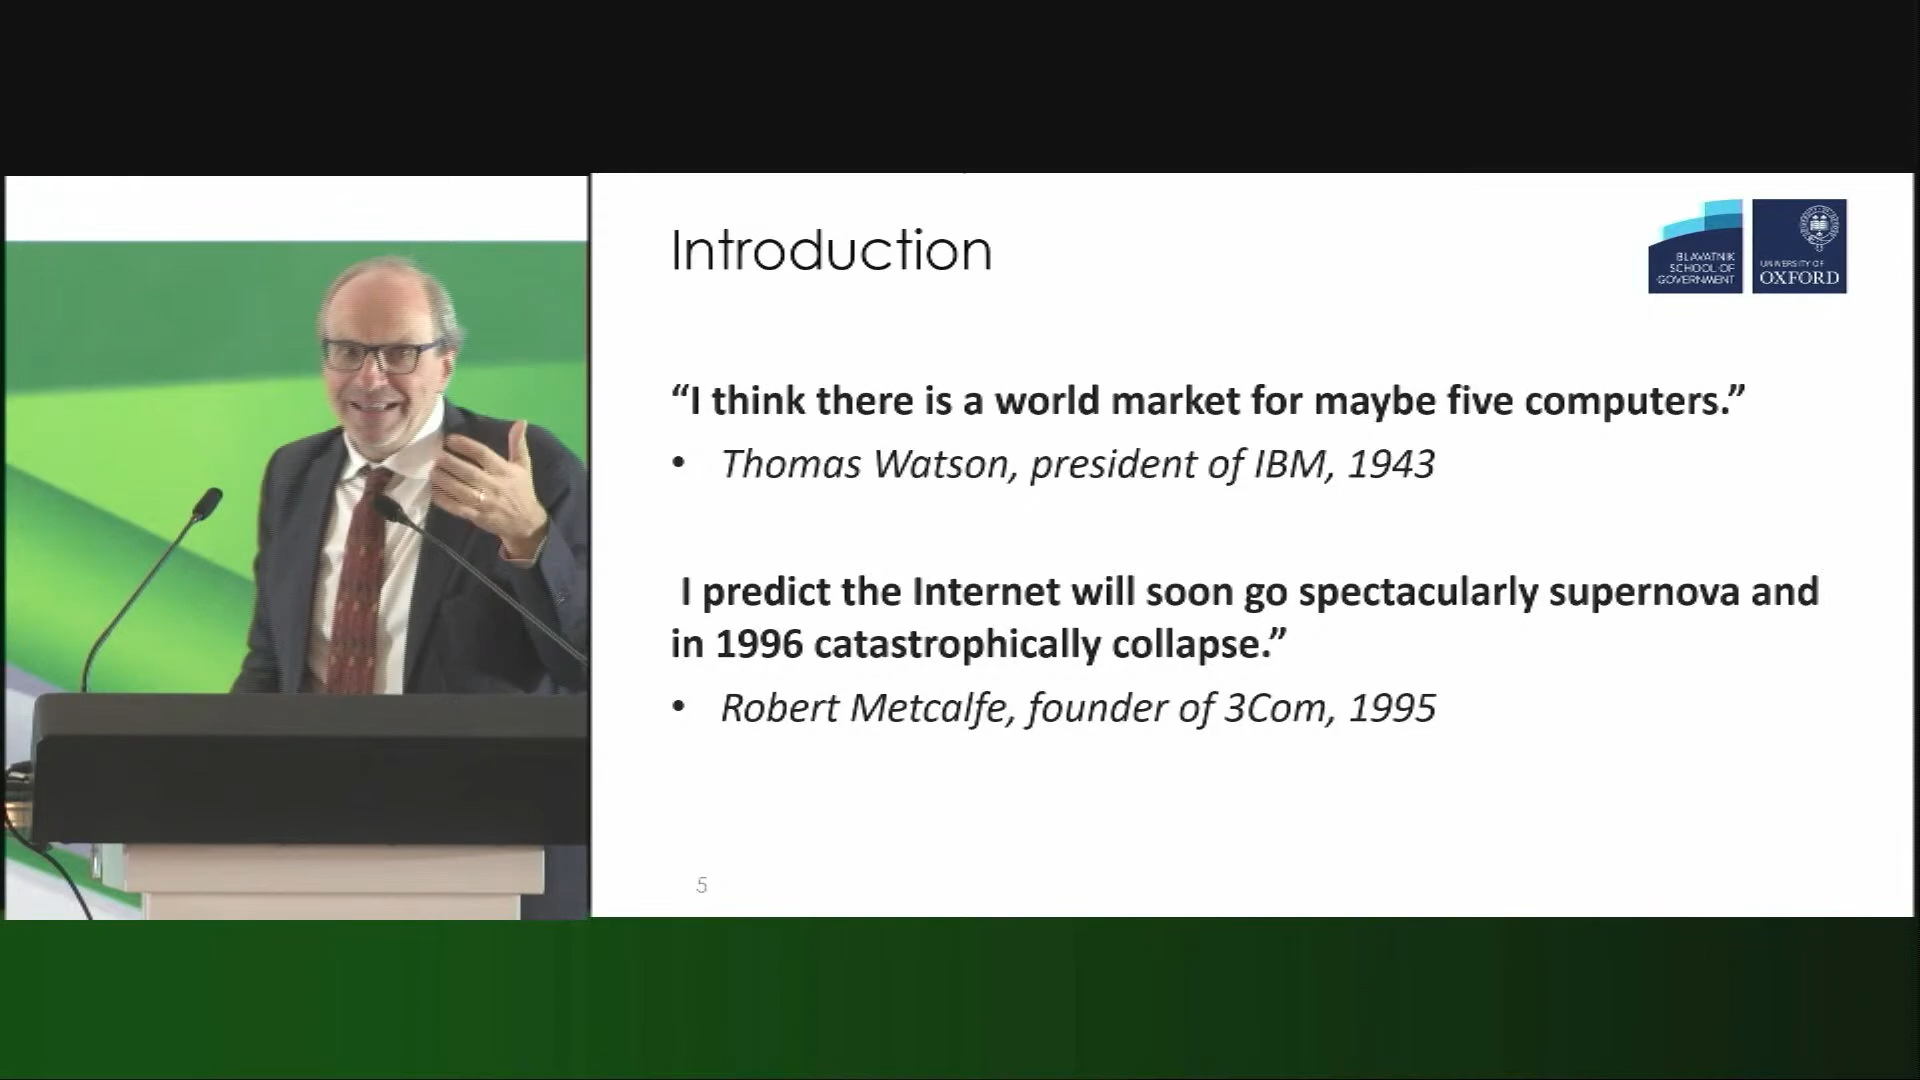 Introduction
BLAVATNIK
SCHOOL OF
GOVERNMENT
UNIVERSITY OF
OXFORD
“I think there is a world market for maybe five computers.”
• Thomas Watson, president of IBM, 1943
I predict the Internet will soon go spectacularly supernova and
in 1996 catastrophically collapse.”
• Robert Metcalfe, founder of 3Com, 1995
5